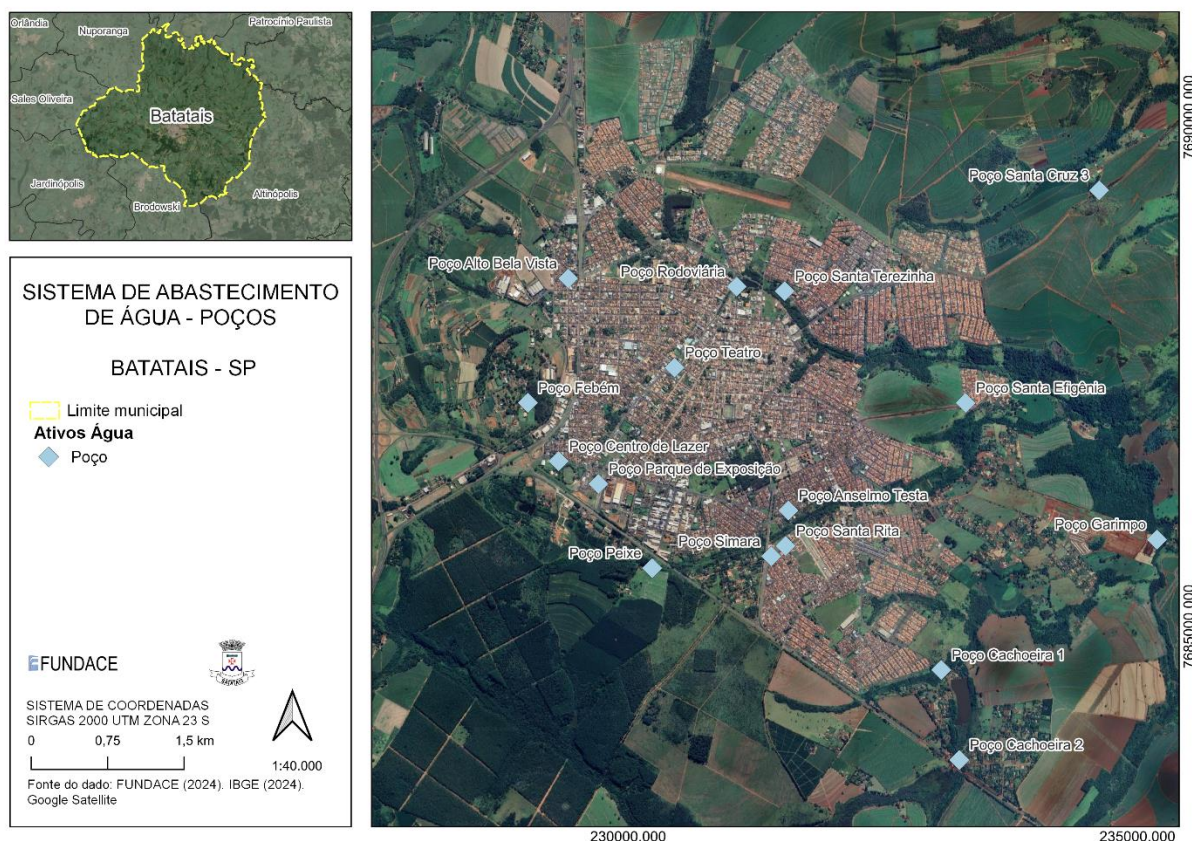 Orlândia
Nuporanga
Patrocínio Paulista
Sales Oliveira
Batatais
Jardinópolis
Brodowski
Altinópolis
SISTEMA DE ABASTECIMENTO
DE ÁGUA - POÇOS
BATATAIS - SP
Limite municipal
Ativos Água
Poço
FUNDACE
BATATAIS
SISTEMA DE COORDENADAS
SIRGAS 2000 UTM ZONA 23 S
0 0,75 1,5 km
1:40.000
Fonte do dado: FUNDACE (2024). IBGE (2024).
Google Satellite
Poço Santa Cruz 3
Poço Alto Bela Vista
Poço Rodoviária
Poço Santa Terezinha
Poço Teatro
Poço Febém
Poço Santa Efigênia
Poço Centro de Lazer
Poço Parque de Exposição
Poço Anselmo Testa
Poço Garimpo
Poço Simara
Poço Santa Rita
Poço Peixe
Poço Cachoeira 1
Poço Cachoeira 2
7690000.000
7685000.000
230000.000
235000.000